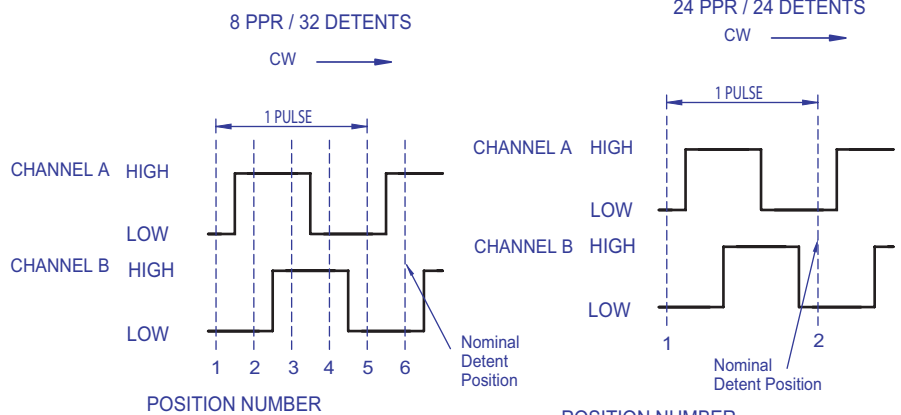 8 PPR / 32 DETENTS
CW
1 PULSE
CHANNEL A HIGH
LOW
CHANNEL B HIGH
LOW
1 2 3 4 5 6
Nominal
Detent
Position
POSITION NUMBER
24 PPR / 24 DETENTS
CW
1 PULSE
CHANNEL A HIGH
LOW
CHANNEL B HIGH
LOW
1 2
Nominal
Detent Position
POSITION NUMBER